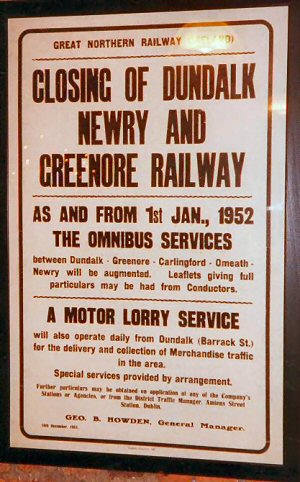 GREAT NORTHERN RAILWAY (IRELAND)
CLOSING OF DUNDALK
NEWRY AND
GREENORE RAILWAY
AS AND FROM 1st JAN., 1952
THE OMNIBUS SERVICES
between Dundalk - Greenore - Carlingford - Omeath -
Newry will be augmented. Leaflets giving full
particulars may be had from Conductors.
A MOTOR LORRY SERVICE
will also operate daily from Dundalk (Barrack St.)
for the delivery and collection of Merchandise traffic
in the area.
Special services provided by arrangement.
Further particulars may be obtained on application at any of the Company's
Stations or Agencies, or from the District Traffic Manager, Amiens Street
Station, Dublin.
GEO. B. HOWDEN, General Manager.
December, 1951.